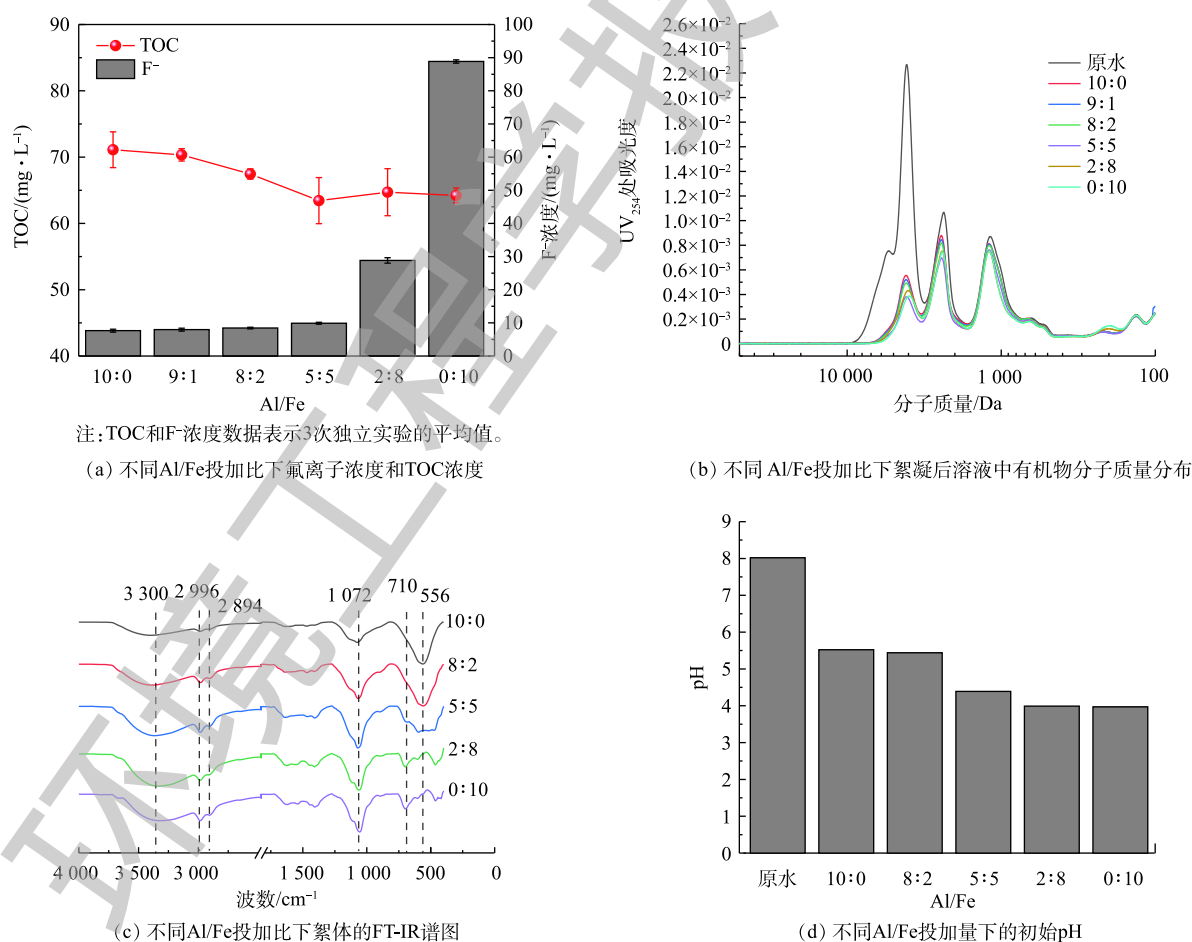 TOC
F⁻
TOC/(mg·L⁻¹)
90
80
70
60
50
40
F⁻浓度/(mg·L⁻¹)
100
90
80
70
60
50
40
30
20
10
0
10∶0 9∶1 8∶2 5∶5 2∶8 0∶10
Al/Fe
注:TOC和F⁻浓度数据表示3次独立实验的平均值。
(a) 不同Al/Fe投加比下氟离子浓度和TOC浓度
UV₂₅₄处吸光度
2.6×10⁻²
2.4×10⁻²
2.2×10⁻²
2.0×10⁻²
1.8×10⁻²
1.6×10⁻²
1.4×10⁻²
1.2×10⁻²
1.0×10⁻²
0.8×10⁻³
0.6×10⁻³
0.4×10⁻³
0.2×10⁻³
0
原水
10∶0
9∶1
8∶2
5∶5
2∶8
0∶10
10 000 1 000 100
分子质量/Da
(b) 不同 Al/Fe投加比下絮凝后溶液中有机物分子质量分布
3 300 2 996 2 894 1 072 710 556
10∶0
8∶2
5∶5
2∶8
0∶10
4 000 3 500 3 000 1 500 1 000 500 0
波数/cm⁻¹
(c) 不同Al/Fe投加比下絮体的FT-IR谱图
pH
9
8
7
6
5
4
3
2
1
0
原水 10∶0 8∶2 5∶5 2∶8 0∶10
Al/Fe
(d) 不同Al/Fe投加量下的初始pH
环境工程学报